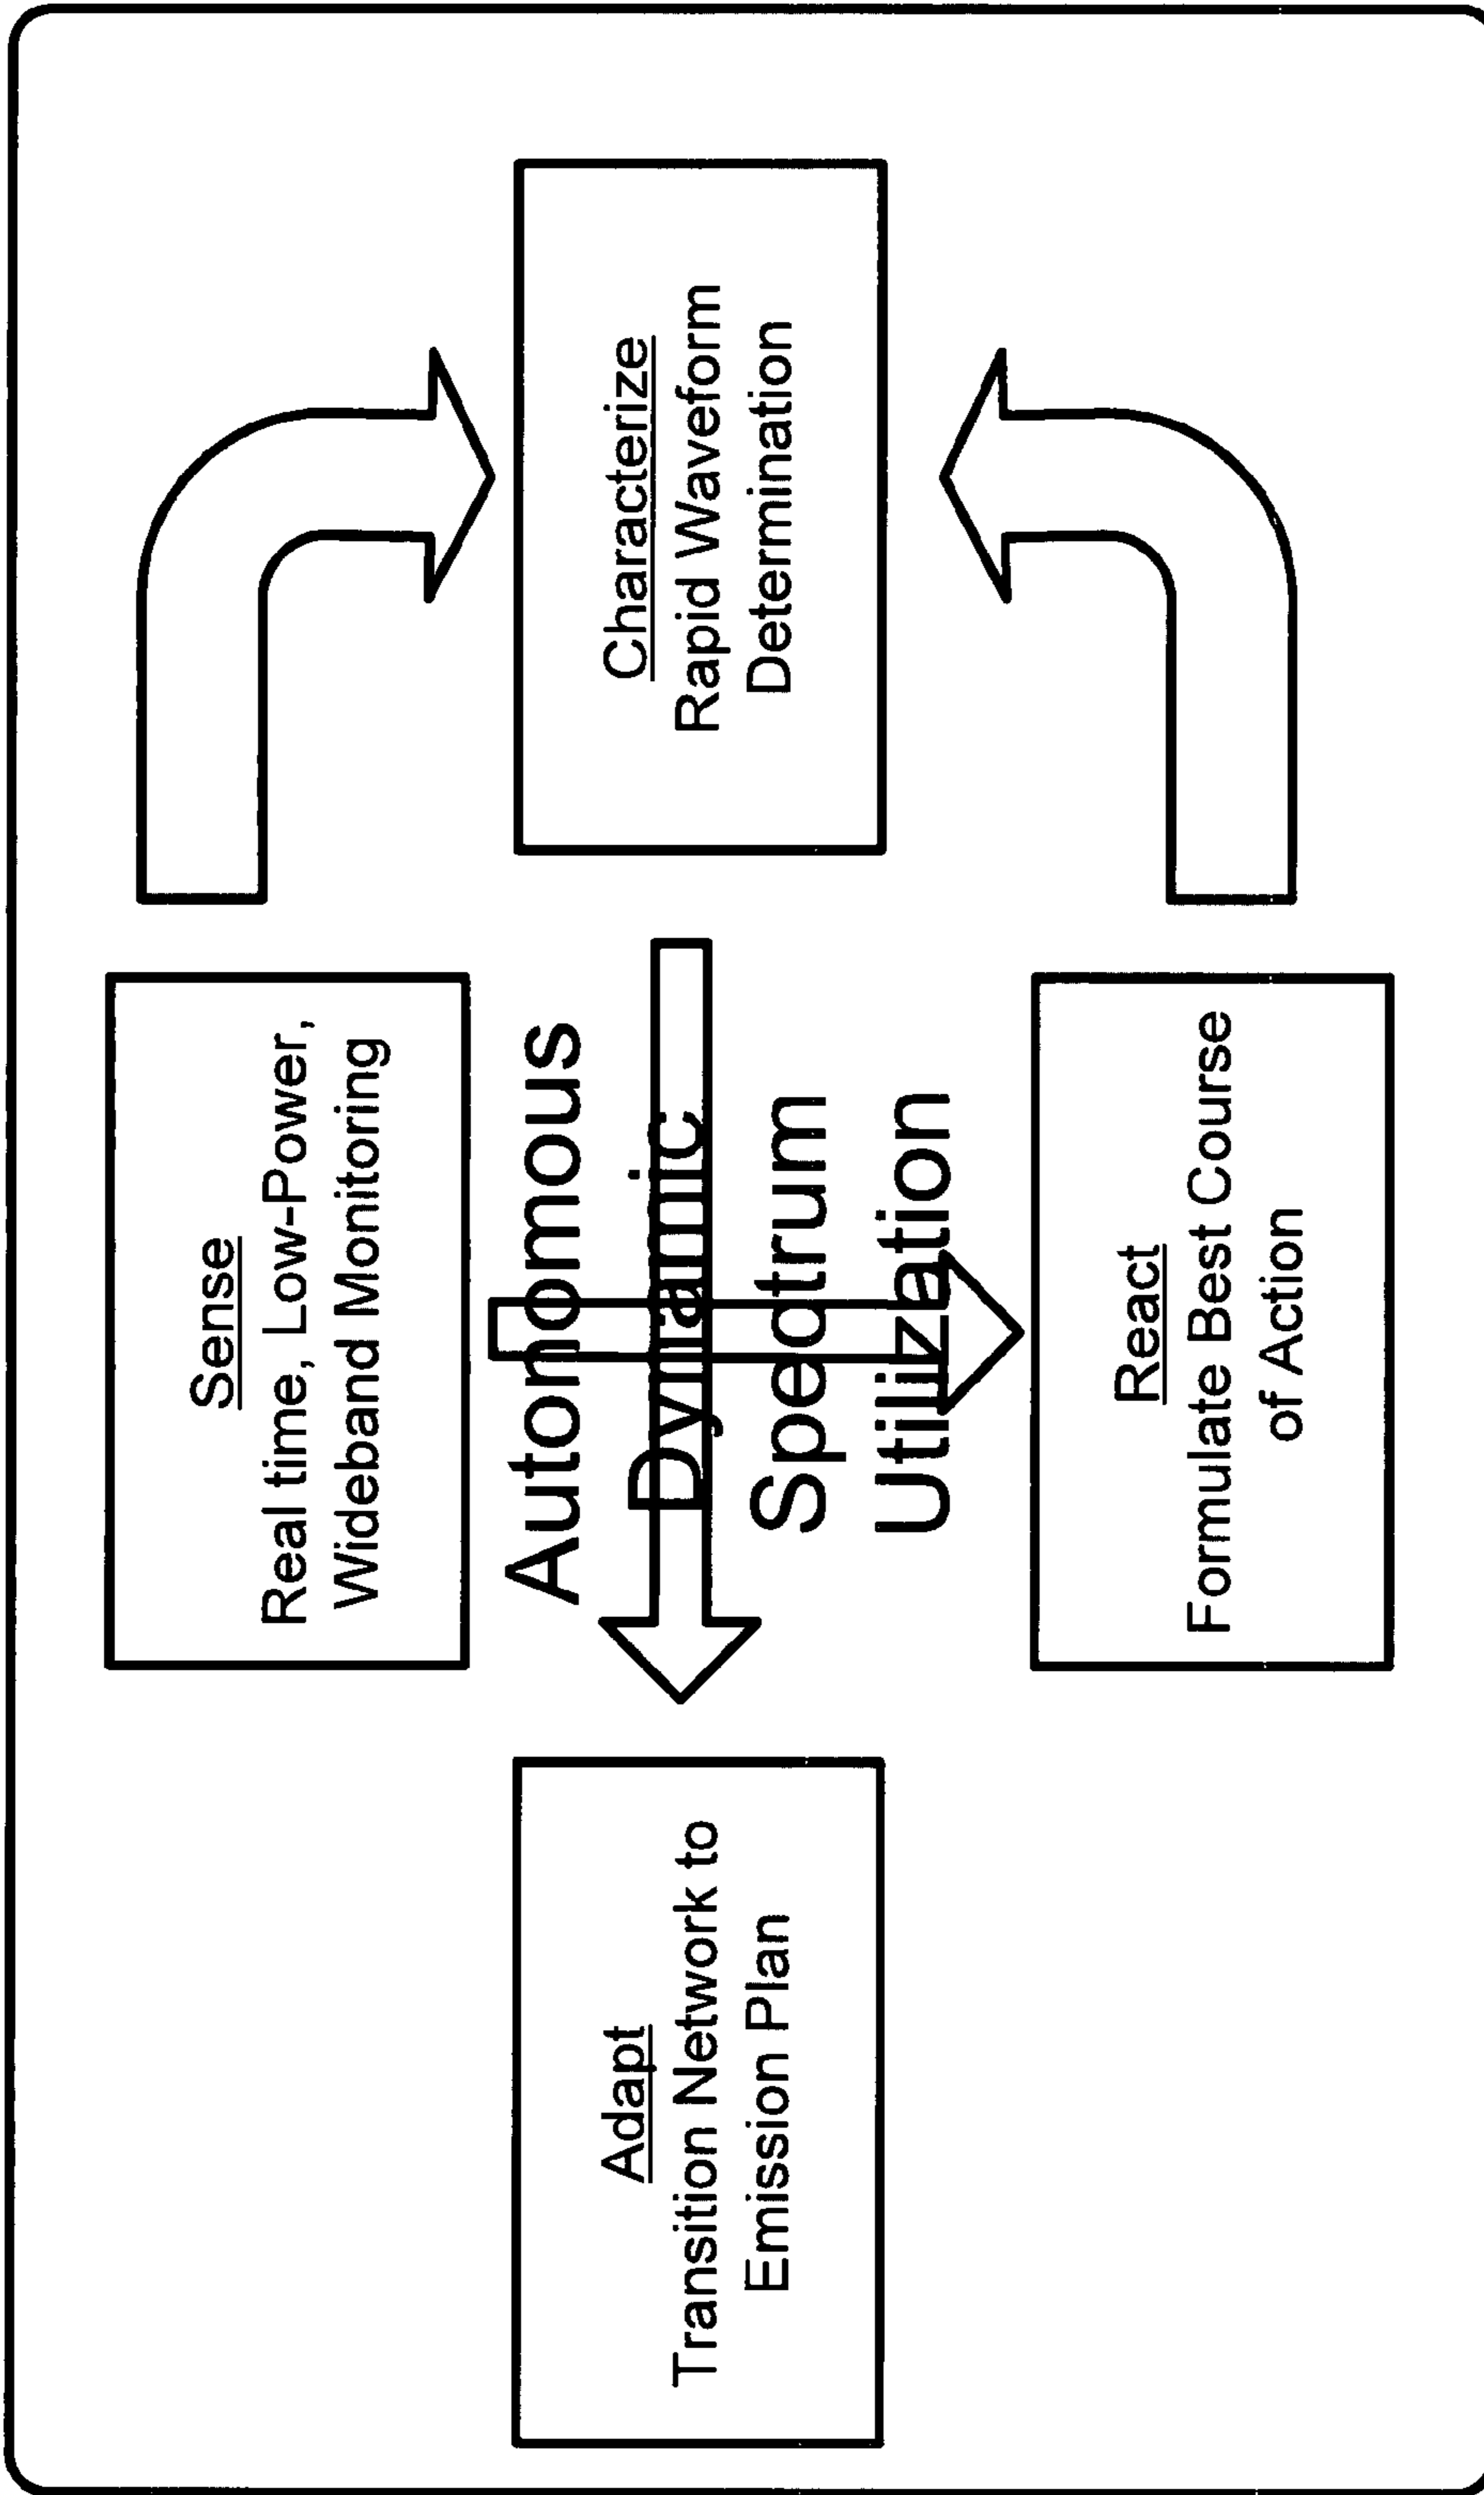 Sense
Real time, Low-Power,
Wideband Monitoring
Adapt
Transition Network to
Emission Plan
Autonomous
Dynamic
Spectrum
Utilization
Characterize
Rapid Waveform
Determination
React
Formulate Best Course
of Action